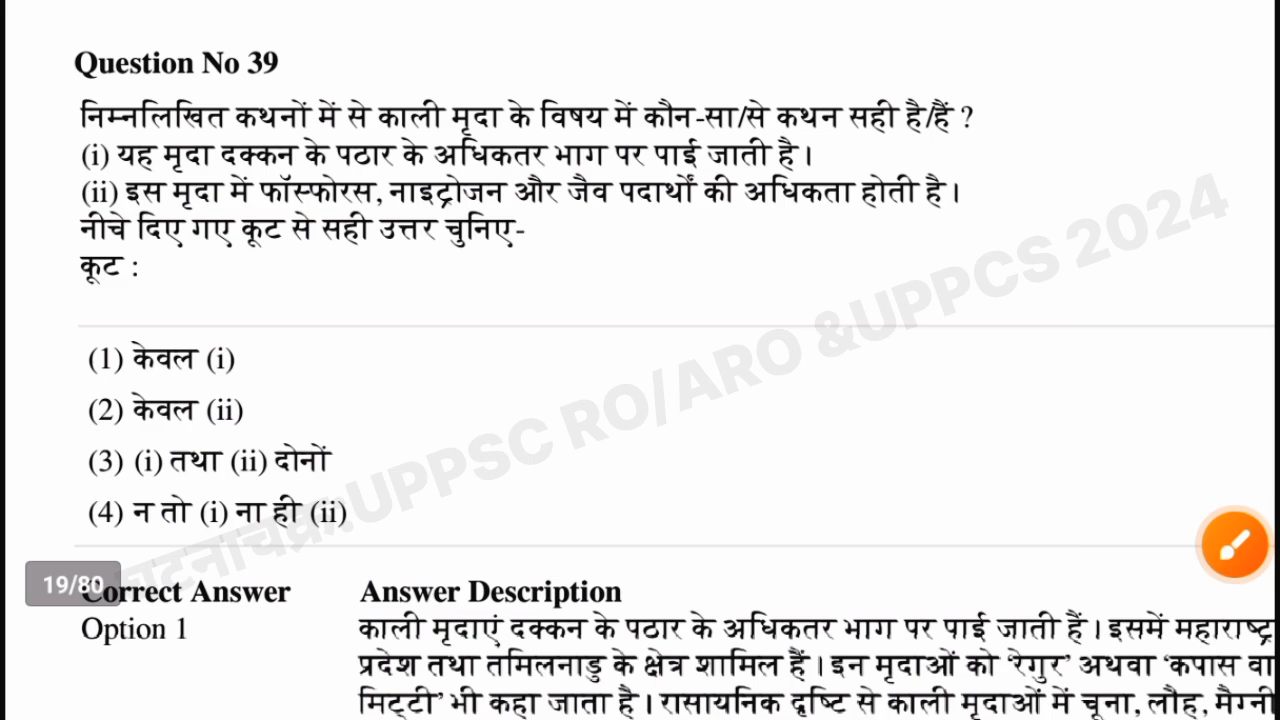 Question No 39
निम्नलिखित कथनों में से काली मृदा के विषय में कौन-सा/से कथन सही है/हैं ?
(i) यह मृदा दक्कन के पठार के अधिकतर भाग पर पाई जाती है।
(ii) इस मृदा में फॉस्फोरस, नाइट्रोजन और जैव पदार्थों की अधिकता होती है।
नीचे दिए गए कूट से सही उत्तर चुनिए-
कूट :
(1) केवल (i)
(2) केवल (ii)
(3) (i) तथा (ii) दोनों
(4) न तो (i) ना ही (ii)
घटनाचक्र:UPPSC RO/ARO &UPPCS 2024
19/80
Correct Answer
Answer Description
Option 1
काली मृदाएं दक्कन के पठार के अधिकतर भाग पर पाई जाती हैं। इसमें महाराष्ट्र
प्रदेश तथा तमिलनाडु के क्षेत्र शामिल हैं। इन मृदाओं को 'रेगुर' अथवा 'कपास वा
मिट्टी' भी कहा जाता है। रासायनिक दृष्टि से काली मृदाओं में चूना, लौह, मैग्नी